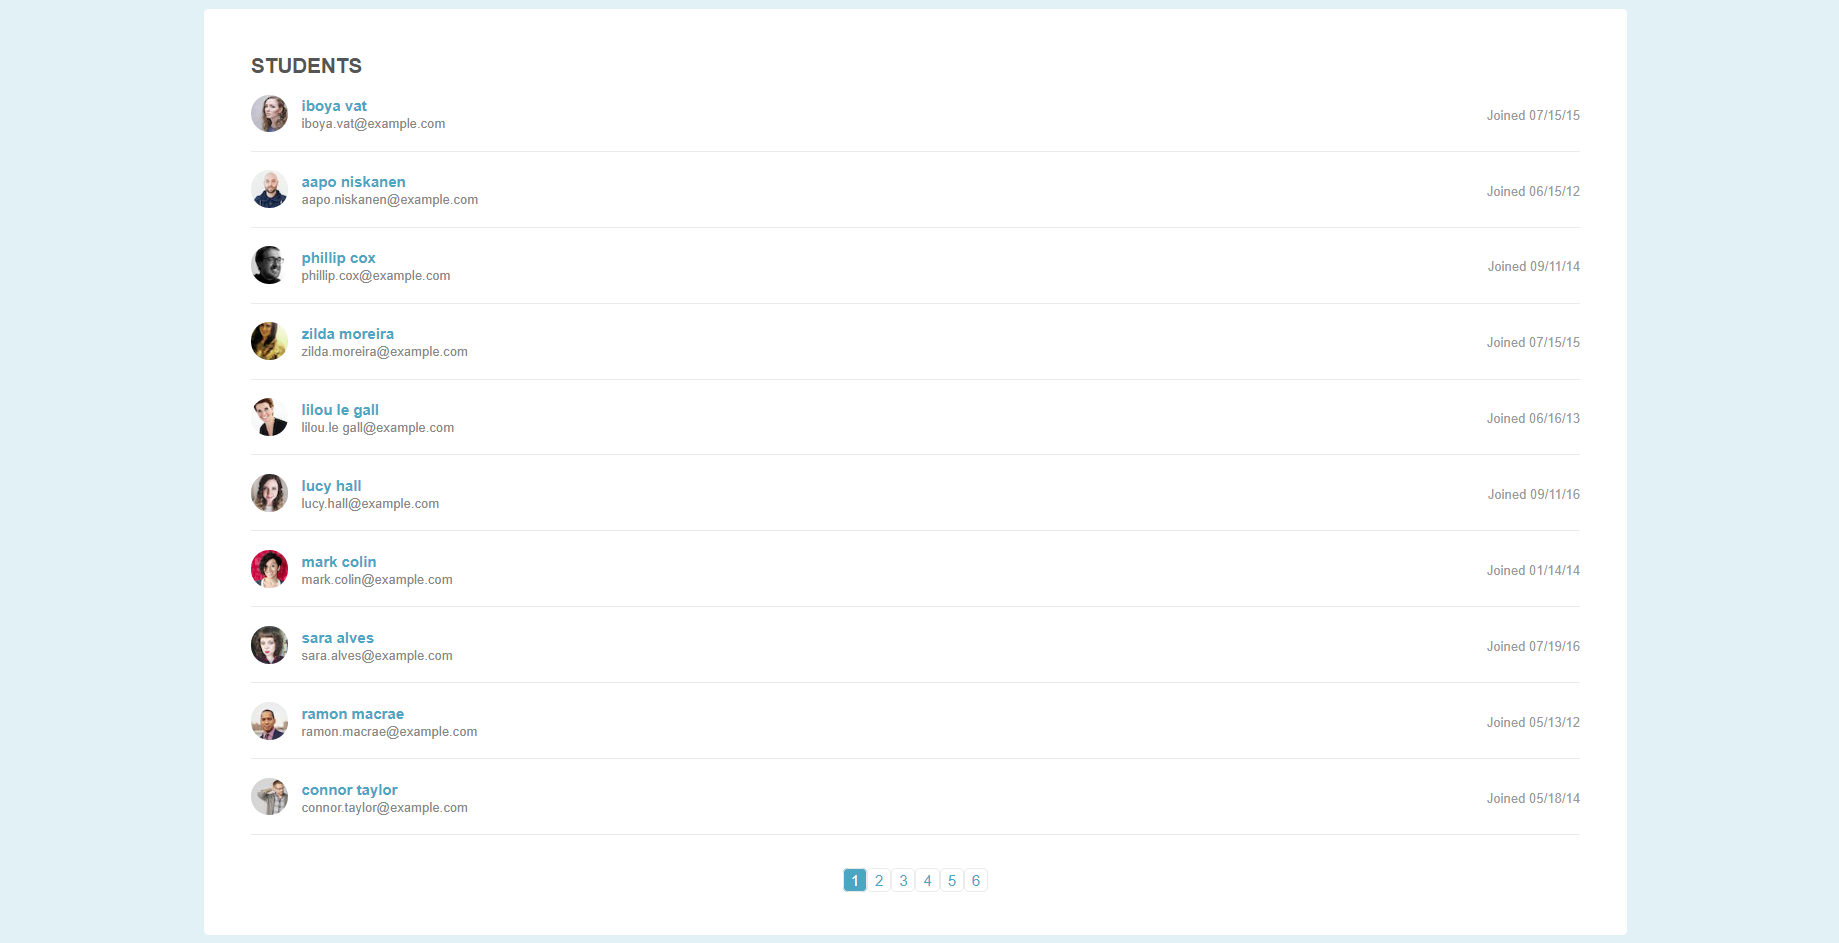 STUDENTS
iboya vat
iboya.vat@example.com
Joined 07/15/15
aapo niskanen
aapo.niskanen@example.com
Joined 06/15/12
phillip cox
phillip.cox@example.com
Joined 09/11/14
zilda moreira
zilda.moreira@example.com
Joined 07/15/15
lilou le gall
lilou.le gall@example.com
Joined 06/16/13
lucy hall
lucy.hall@example.com
Joined 09/11/16
mark colin
mark.colin@example.com
Joined 01/14/14
sara alves
sara.alves@example.com
Joined 07/19/16
ramon macrae
ramon.macrae@example.com
Joined 05/13/12
connor taylor
connor.taylor@example.com
Joined 05/18/14
1 2 3 4 5 6